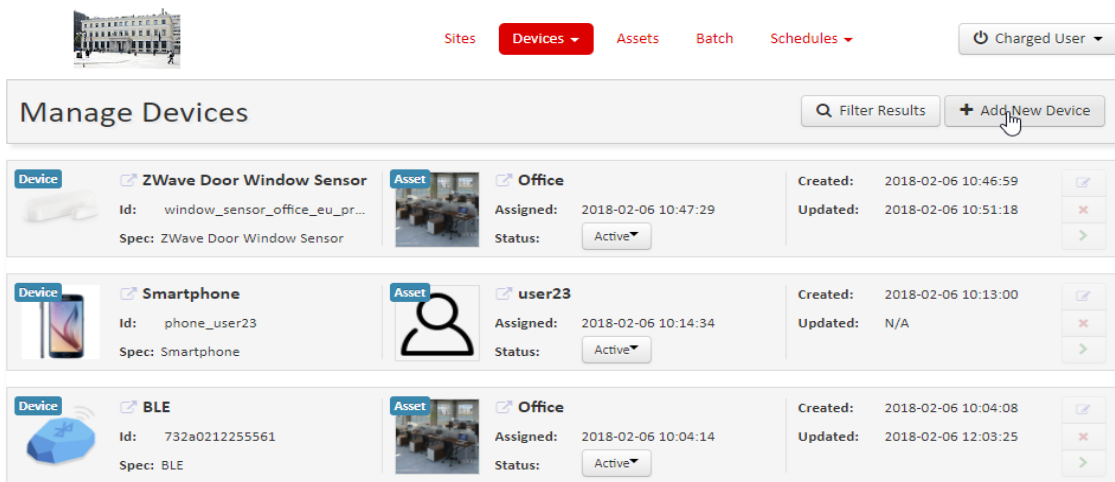 Sites Devices Assets Batch Schedules Charged User
Manage Devices Filter Results Add New Device
Device ZWave Door Window Sensor Asset Office Created: 2018-02-06 10:46:59
Id: window_sensor_office_eu_pr... Assigned: 2018-02-06 10:47:29 Updated: 2018-02-06 10:51:18
Spec: ZWave Door Window Sensor Status: Active
Device Smartphone Asset user23 Created: 2018-02-06 10:13:00
Id: phone_user23 Assigned: 2018-02-06 10:14:34 Updated: N/A
Spec: Smartphone Status: Active
Device BLE Asset Office Created: 2018-02-06 10:04:08
Id: 732a0212255561 Assigned: 2018-02-06 10:04:14 Updated: 2018-02-06 12:03:25
Spec: BLE Status: Active